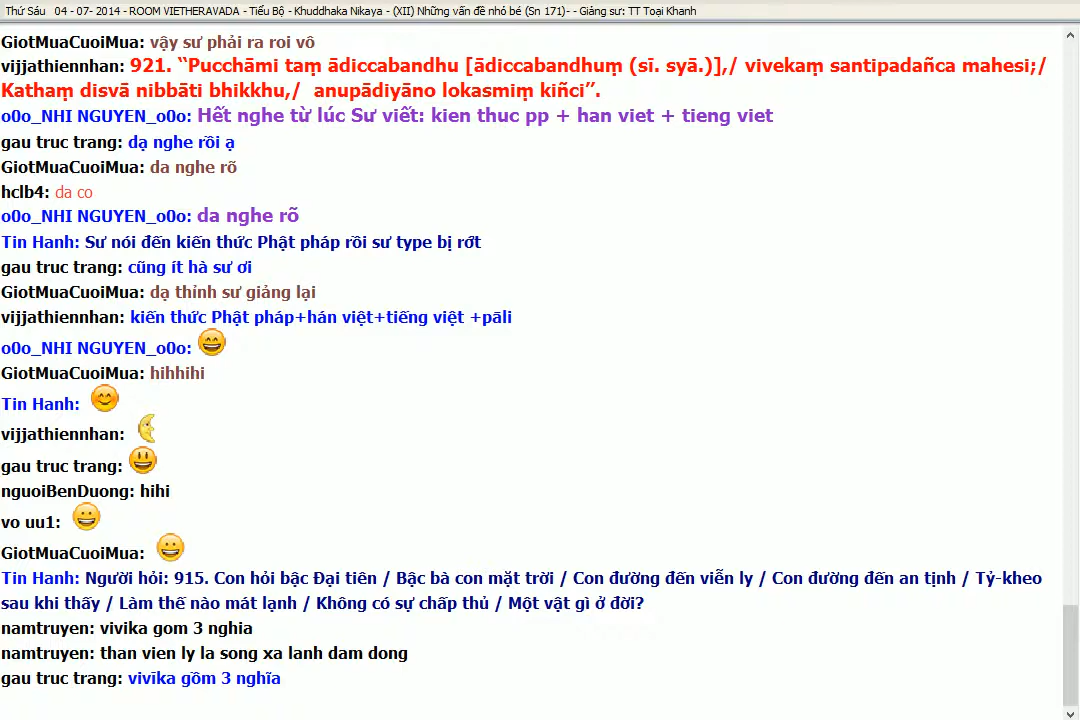 Thứ Sáu 04 - 07- 2014 - ROOM VIETHERAVADA - Tiểu Bộ - Khuddhaka Nikaya - (XII) Những vấn đề nhỏ bé (Sn 171)- - Giảng sư: TT Toại Khanh
GiotMuaCuoiMua: vậy sư phải ra roi vô
vijjathiennhan: 921. “Pucchāmi taṃ ādiccabandhu [ādiccabandhuṃ (sī. syā.)],/ vivekaṃ santipadañca mahesi;/
Kathaṃ disvā nibbāti bhikkhu,/ anupādiyāno lokasmiṃ kiñci”.
o0o_NHI NGUYEN_o0o: Hết nghe từ lúc Sư viết: kien thuc pp + han viet + tieng viet
gau truc trang: dạ nghe rồi ạ
GiotMuaCuoiMua: da nghe rõ
hclb4: da co
o0o_NHI NGUYEN_o0o: da nghe rõ
Tin Hanh: Sư nói đến kiến thức Phật pháp rồi sư type bị rớt
gau truc trang: cũng ít hà sư ơi
GiotMuaCuoiMua: dạ thỉnh sư giảng lại
vijjathiennhan: kiến thức Phật pháp+hán việt+tiếng việt +pāli
o0o_NHI NGUYEN_o0o:
GiotMuaCuoiMua: hihhihi
Tin Hanh:
vijjathiennhan:
gau truc trang:
nguoiBenDuong: hihi
vo uu1:
GiotMuaCuoiMua:
Tin Hanh: Người hỏi: 915. Con hỏi bậc Đại tiên / Bậc bà con mặt trời / Con đường đến viễn ly / Con đường đến an tịnh / Tỷ-kheo
sau khi thấy / Làm thế nào mát lạnh / Không có sự chấp thủ / Một vật gì ở đời?
namtruyen: vivika gom 3 nghia
namtruyen: than vien ly la song xa lanh dam dong
gau truc trang: vivīka gồm 3 nghĩa